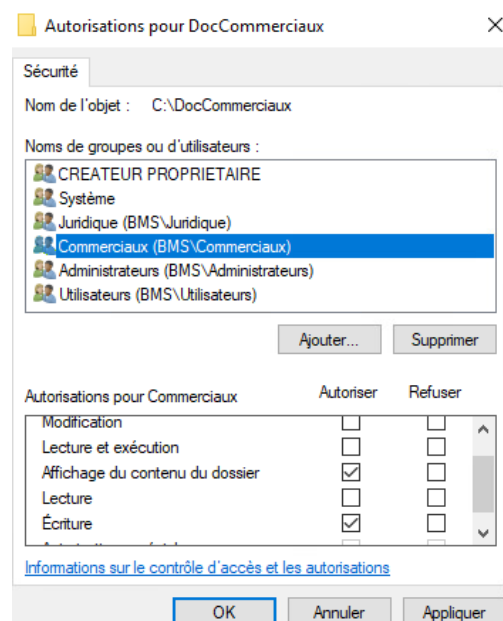 Autorisations pour DocCommerciaux
Sécurité
Nom de l'objet : C:\DocCommerciaux
Noms de groupes ou d'utilisateurs :
CREATEUR PROPRIETAIRE
Système
Juridique (BMS\Juridique)
Commerciaux (BMS\Commerciaux)
Administrateurs (BMS\Administrateurs)
Utilisateurs (BMS\Utilisateurs)
Ajouter... Supprimer
Autorisations pour Commerciaux Autoriser Refuser
Modification
Lecture et exécution
Affichage du contenu du dossier
Lecture
Écriture
Informations sur le contrôle d'accès et les autorisations
OK Annuler Appliquer